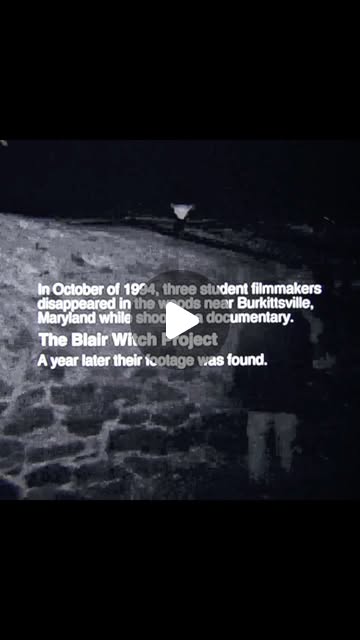 In October of 1994, three student filmmakers
disappeared in the woods near Burkittsville,
Maryland while shooting a documentary.
The Blair Witch Project
A year later their footage was found.